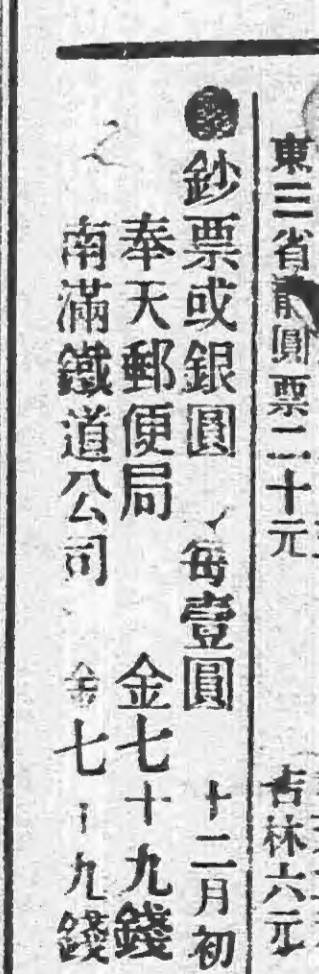 東三省銀圓票二十元 吉林六元
●鈔票或銀圓 每壹圓 十二月初
奉天郵便局 金七十九錢
南滿鐵道公司 金七十九錢